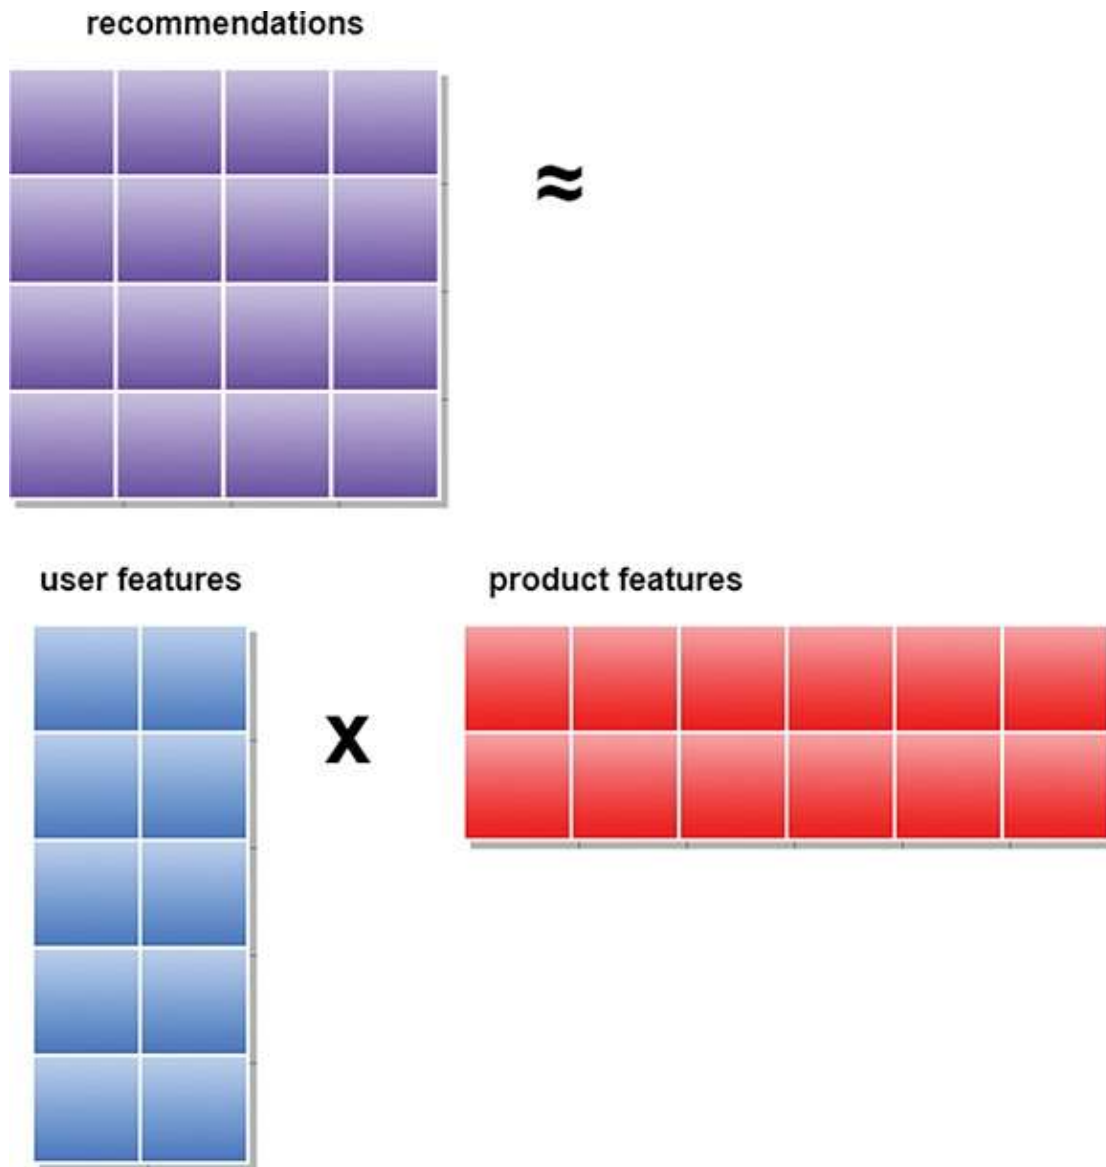 recommendations
≈
user features
product features
x